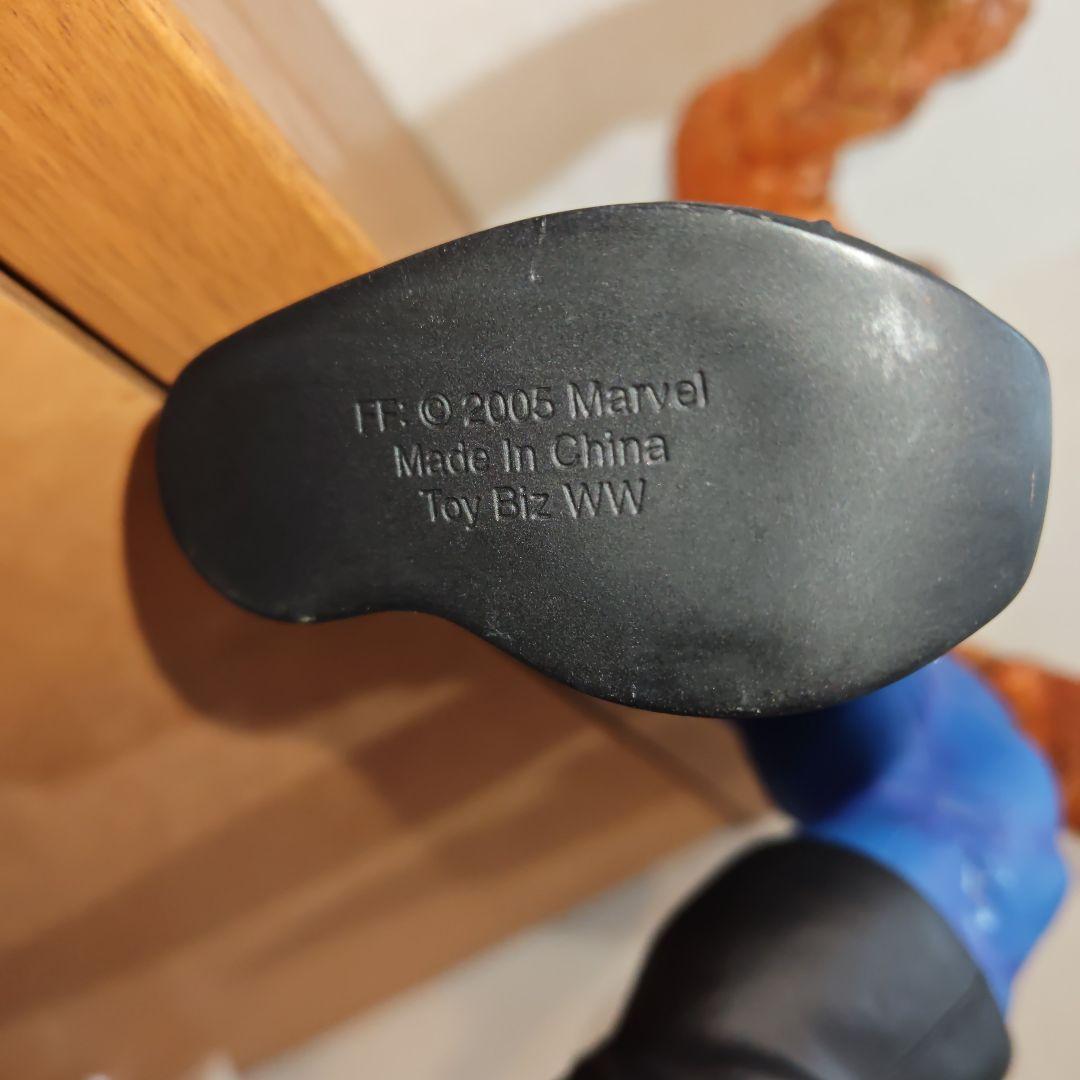 FF: © 2005 Marvel
Made In China
Toy Biz WW